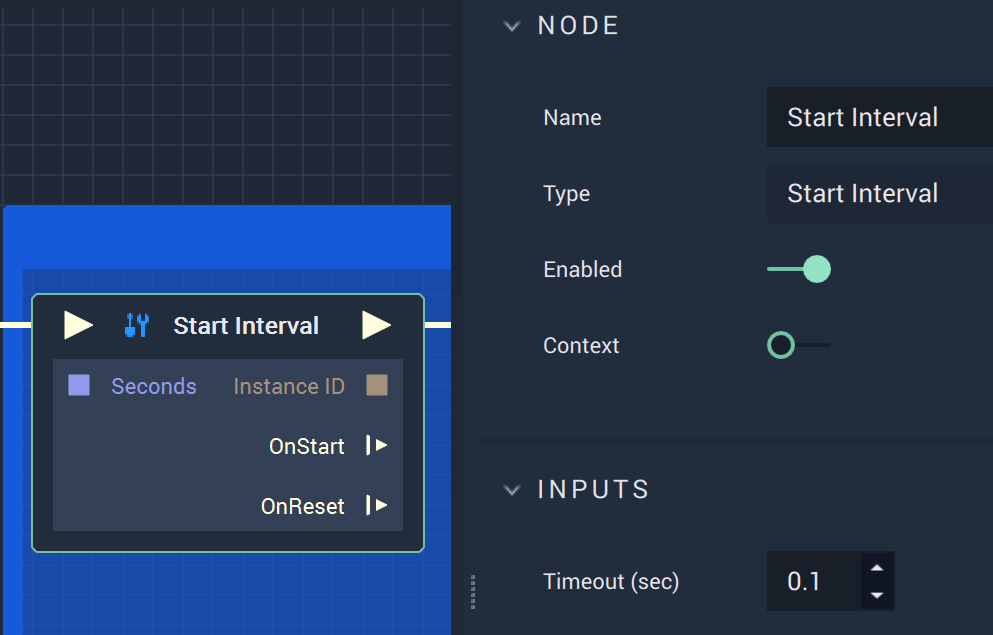 NODE
Name
Start Interval
Type
Start Interval
Enabled
Context
Start Interval
Seconds
Instance ID
OnStart
OnReset
INPUTS
Timeout (sec)
0.1